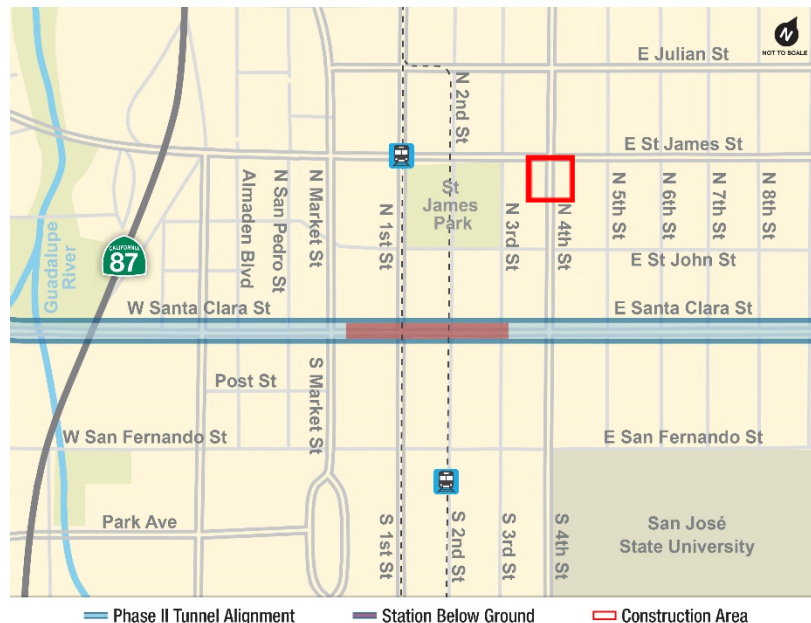 N
NOT TO SCALE
E Julian St
N 2nd St
E St James St
St
James
Park
Almaden Blvd
N San Pedro St
N Market St
N 1st St
N 3rd St
N 4th St
N 5th St
N 6th St
N 7th St
N 8th St
Guadalupe
River
CALIFORNIA
87
E St John St
W Santa Clara St
E Santa Clara St
Post St
S Market St
W San Fernando St
E San Fernando St
Park Ave
S 1st St
S 2nd St
S 3rd St
S 4th St
San José
State University
Phase II Tunnel Alignment
Station Below Ground
Construction Area